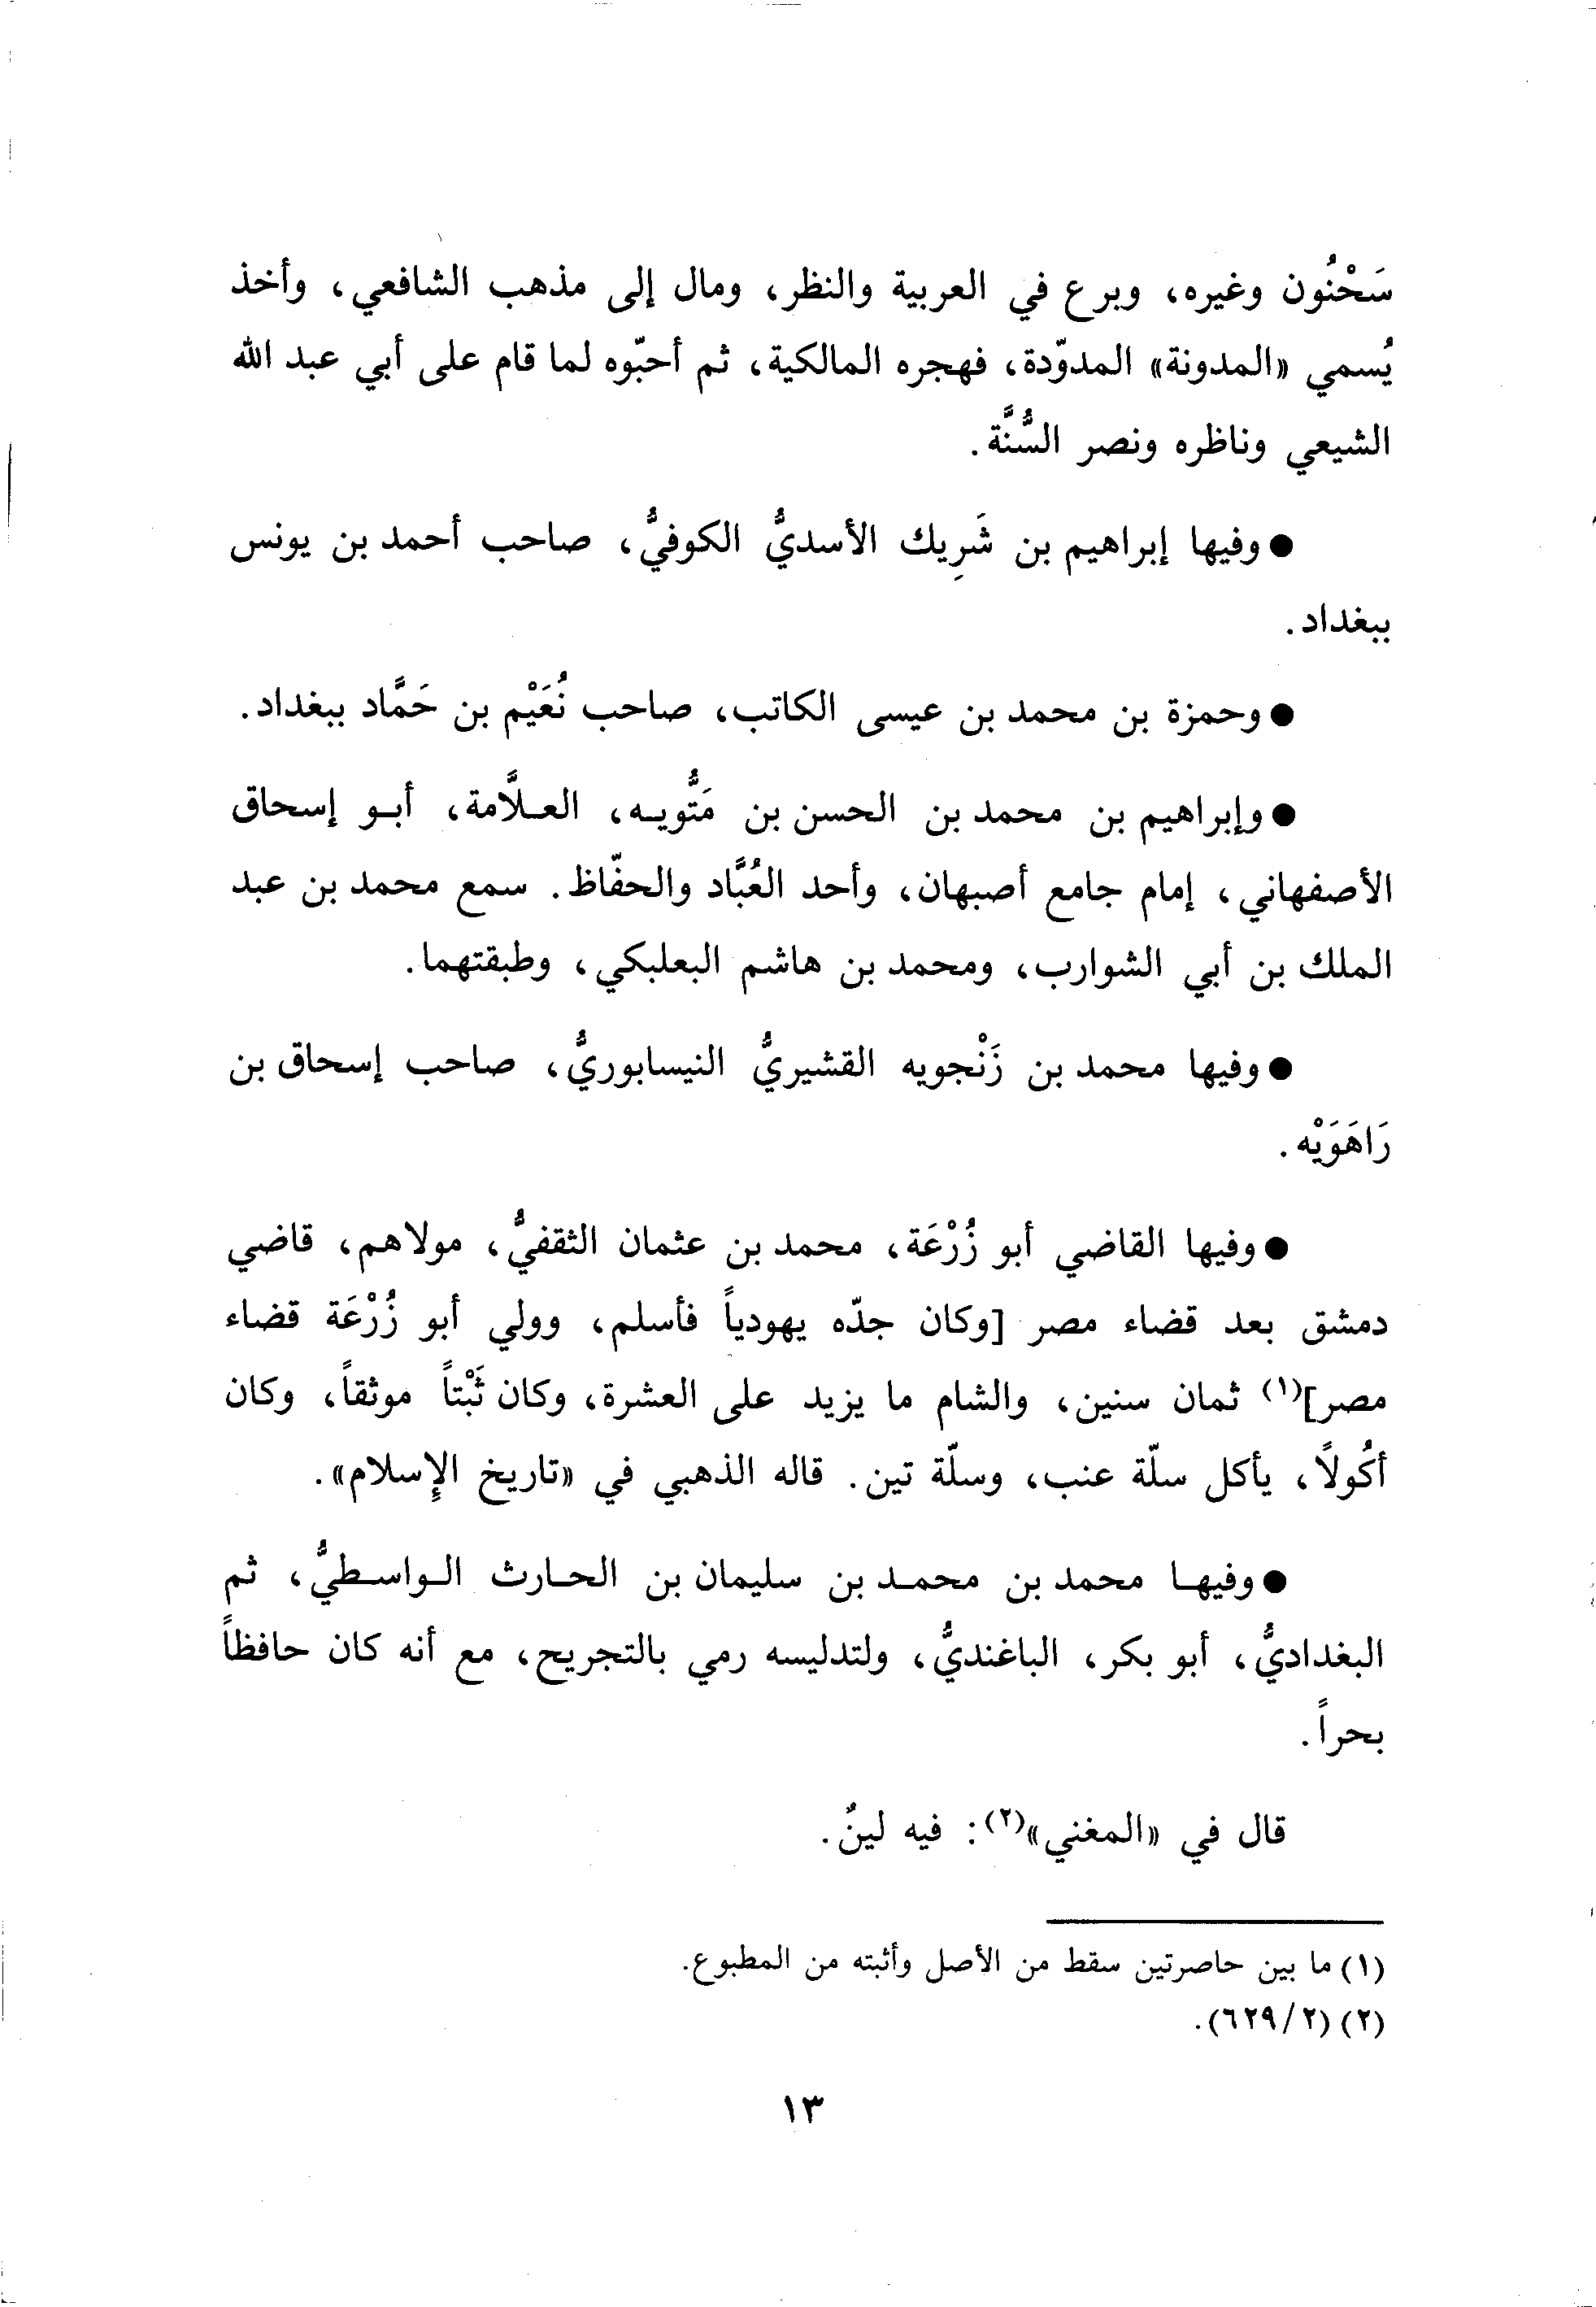 سَحْنُون وغيره، وبرع في العربية والنظر، ومال إلى مذهب الشافعي، وأخذ
يُسمي «المدونة» المدوّدة، فهجره المالكية، ثم أحبّوه لما قام على أبي عبد الله
الشيعي وناظره ونصر السُّنَّة.
● وفيها إبراهيم بن شَرِيك الأسديُّ الكوفيُّ، صاحب أحمد بن يونس
ببغداد.
● وحمزة بن محمد بن عيسى الكاتب، صاحب نُعَيْم بن حَمَّاد ببغداد.
● وإبراهيم بن محمد بن الحسن بن مَتُّويه، العلاَّمة، أبو إسحاق
الأصفهاني، إمام جامع أصبهان، وأحد العُبَّاد والحفّاظ. سمع محمد بن عبد
الملك بن أبي الشوارب، ومحمد بن هاشم البعلبكي، وطبقتهما.
● وفيها محمد بن زَنْجويه القشيريُّ النيسابوريُّ، صاحب إسحاق بن
رَاهَوَيْه.
● وفيها القاضي أبو زُرْعَة، محمد بن عثمان الثقفيُّ، مولاهم، قاضي
دمشق بعد قضاء مصر [وكان جدّه يهودياً فأسلم، وولي أبو زُرْعَة قضاء
مصر](١) ثمان سنين، والشام ما يزيد على العشرة، وكان ثَبْتاً موثقاً، وكان
أكُولاً، يأكل سلّة عنب، وسلّة تين. قاله الذهبي في «تاريخ الإِسلام».
● وفيها محمد بن محمد بن سليمان بن الحارث الواسطيُّ، ثم
البغداديُّ، أبو بكر، الباغنديُّ، ولتدليسه رمي بالتجريح، مع أنه كان حافظاً
بحراً.
قال في «المغني»(٢): فيه لينٌ.
(١) ما بين حاصرتين سقط من الأصل وأثبته من المطبوع.
(٢) (٢/٦٢٩).
١٣